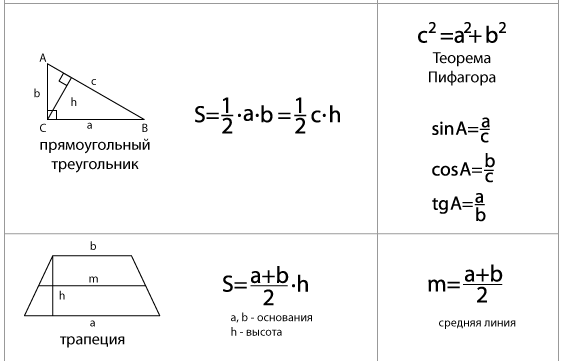 A
b
c
h
C
a
B
прямоугольный
треугольник
S=1/2·a·b=1/2 c·h
c²=a²+b²
Теорема
Пифагора
sinA=a/c
cosA=b/c
tgA=a/b
b
m
h
a
трапеция
S=a+b/2·h
a, b - основания
h - высота
m=a+b/2
средняя линия